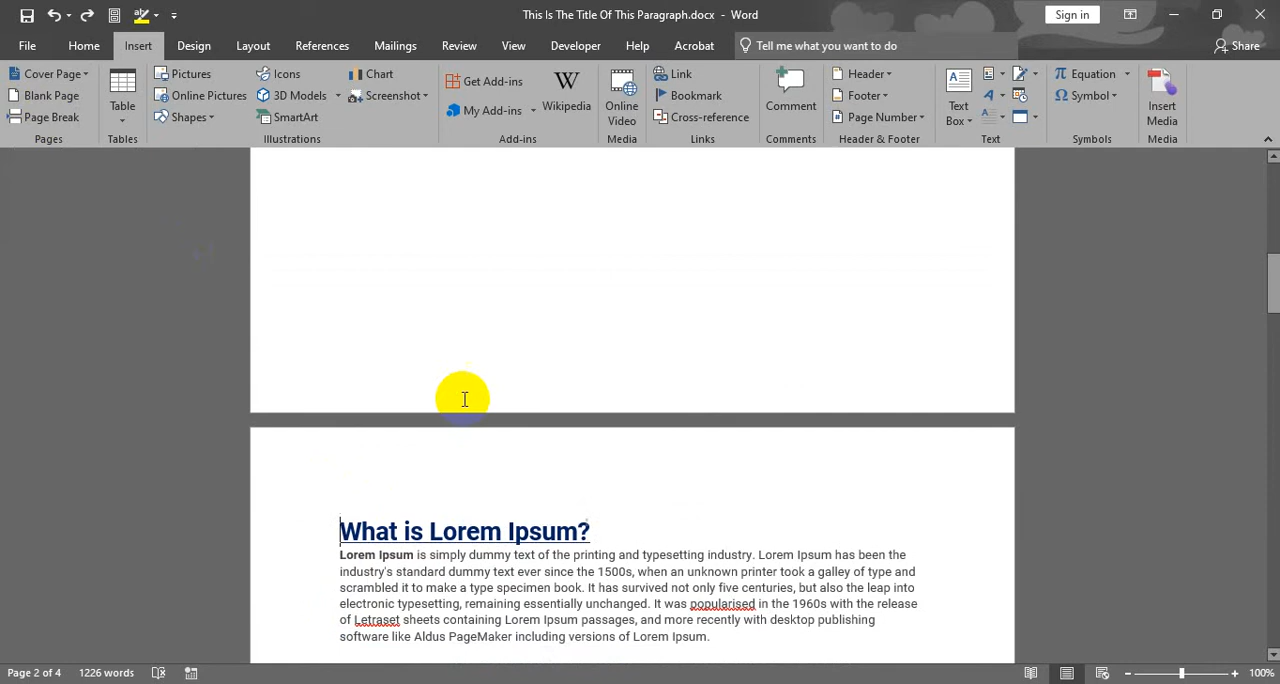 This Is The Title Of This Paragraph.docx - Word
Sign in
File Home Insert Design Layout References Mailings Review View Developer Help Acrobat Tell me what you want to do Share
Cover Page
Blank Page
Page Break
Pages
Table
Tables
Pictures
Online Pictures
Shapes
Icons
3D Models
SmartArt
Chart
Screenshot
Illustrations
Get Add-ins
My Add-ins
W
Wikipedia
Add-ins
Online
Video
Media
Link
Bookmark
Cross-reference
Links
Comment
Comments
Header
Footer
Page Number
Header & Footer
Text
Box
Text
Equation
Symbol
Symbols
Insert
Media
Media
What is Lorem Ipsum?
Lorem Ipsum is simply dummy text of the printing and typesetting industry. Lorem Ipsum has been the
industry's standard dummy text ever since the 1500s, when an unknown printer took a galley of type and
scrambled it to make a type specimen book. It has survived not only five centuries, but also the leap into
electronic typesetting, remaining essentially unchanged. It was popularised in the 1960s with the release
of Letraset sheets containing Lorem Ipsum passages, and more recently with desktop publishing
software like Aldus PageMaker including versions of Lorem Ipsum.
Page 2 of 4 1226 words 100%